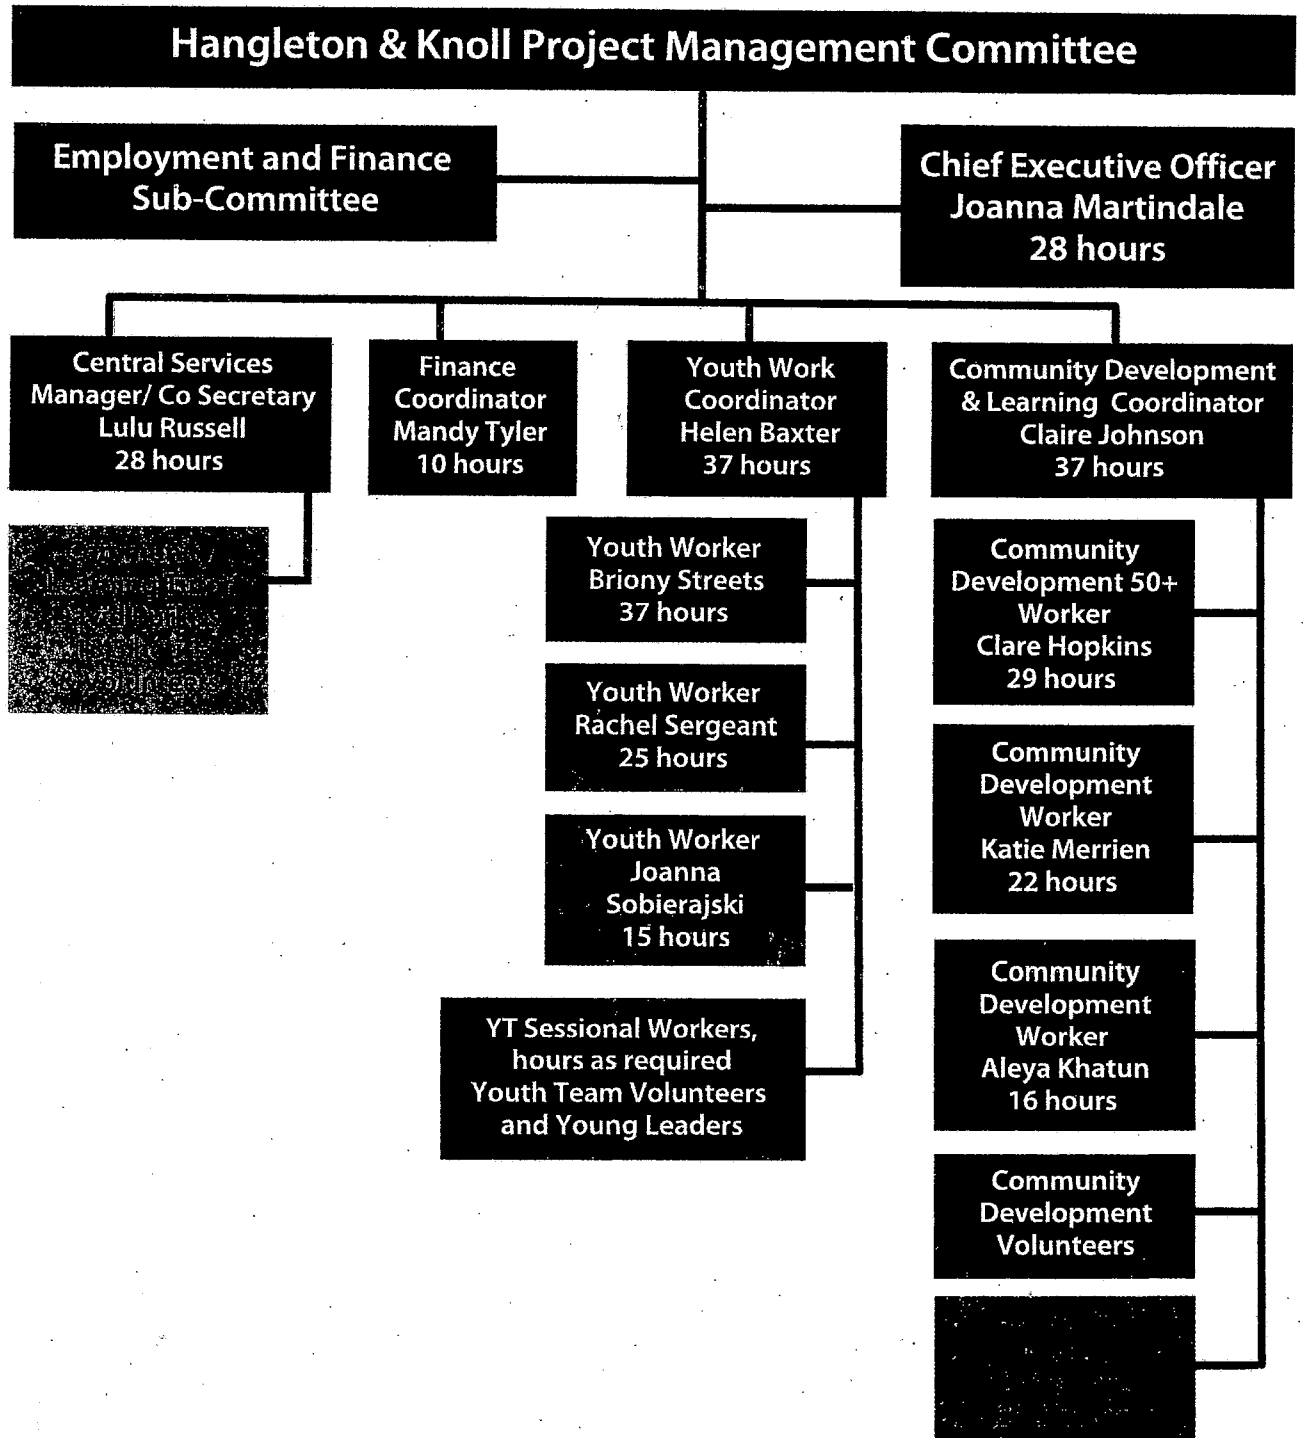 Hangleton & Knoll Project Management Committee
Employment and Finance
Sub-Committee
Chief Executive Officer
Joanna Martindale
28 hours
Central Services
Manager/ Co Secretary
Lulu Russell
28 hours
Finance
Coordinator
Mandy Tyler
10 hours
Youth Work
Coordinator
Helen Baxter
37 hours
Community Development
& Learning Coordinator
Claire Johnson
37 hours
Youth Worker
Briony Streets
37 hours
Youth Worker
Rachel Sergeant
25 hours
Youth Worker
Joanna
Sobierajski
15 hours
YT Sessional Workers,
hours as required
Youth Team Volunteers
and Young Leaders
Community
Development 50+
Worker
Clare Hopkins
29 hours
Community
Development
Worker
Katie Merrien
22 hours
Community
Development
Worker
Aleya Khatun
16 hours
Community
Development
Volunteers